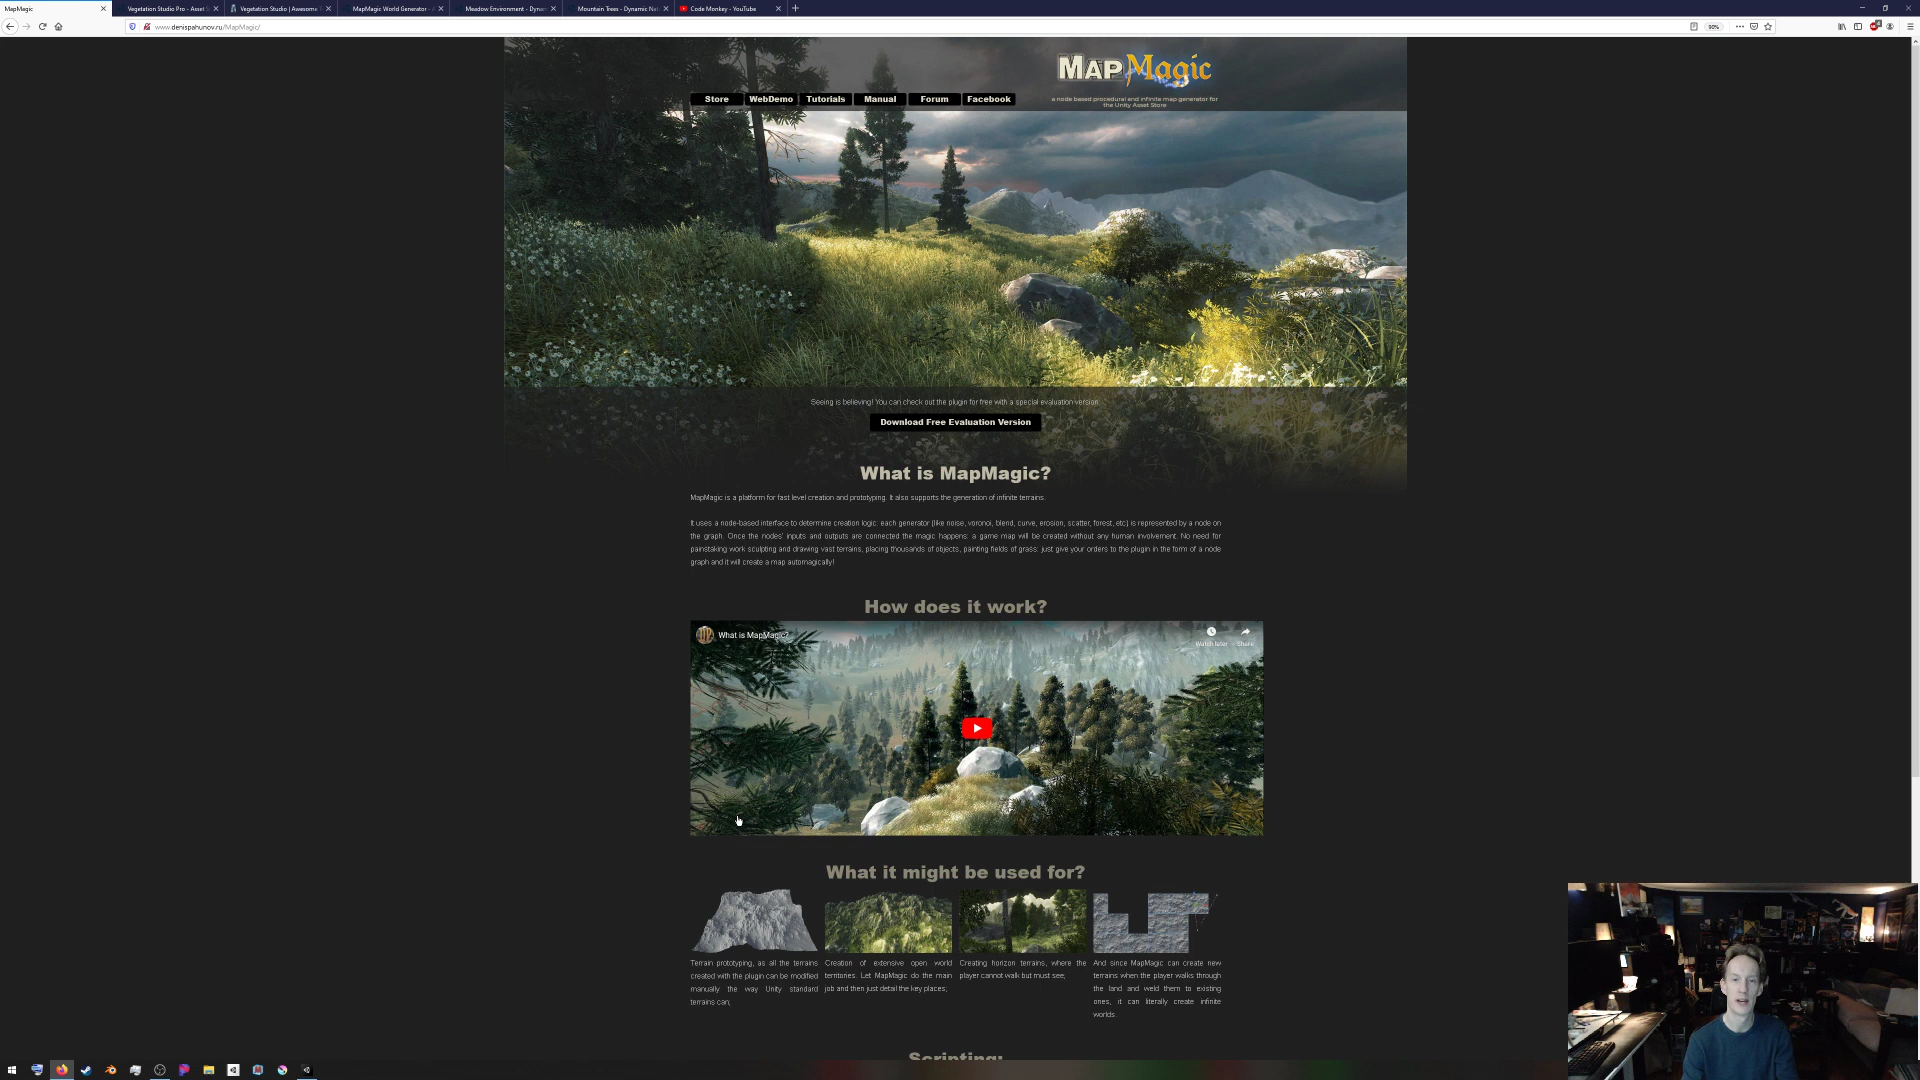 MapMagic
Vegetation Studio Pro - Asset S
Vegetation Studio | Awesome
MapMagic World Generator - A
Meadow Environment - Dynam
Mountain Trees - Dynamic Nat
Code Monkey - YouTube
www.denispahunov.ru/MapMagic/
90%
MapMagic
a node based procedural and infinite map generator for
the Unity Asset Store
Store
WebDemo
Tutorials
Manual
Forum
Facebook
Seeing is believing! You can check out the plugin for free with a special evaluation version
Download Free Evaluation Version
What is MapMagic?
MapMagic is a platform for fast level creation and prototyping. It also supports the generation of infinite terrains.
It uses a node-based interface to determine creation logic: each generator (like noise, voronoi, blend, curve, erosion, scatter, forest, etc) is represented by a node on
the graph. Once the nodes' inputs and outputs are connected the magic happens: a game map will be created without any human involvement. No need for
painstaking work sculpting and drawing vast terrains, placing thousands of objects, painting fields of grass: just give your orders to the plugin in the form of a node
graph and it will create a map automagically!
How does it work?
What is MapMagic?
Watch later
Share
What it might be used for?
Terrain prototyping, as all the terrains
created with the plugin can be modified
manually the way Unity standard
terrains can;
Creation of extensive open world
territories. Let MapMagic do the main
job and then just detail the key places;
Creating horizon terrains, where the
player cannot walk but must see;
And since MapMagic can create new
terrains when the player walks through
the land and weld them to existing
ones, it can literally create infinite
worlds.
Scripting: